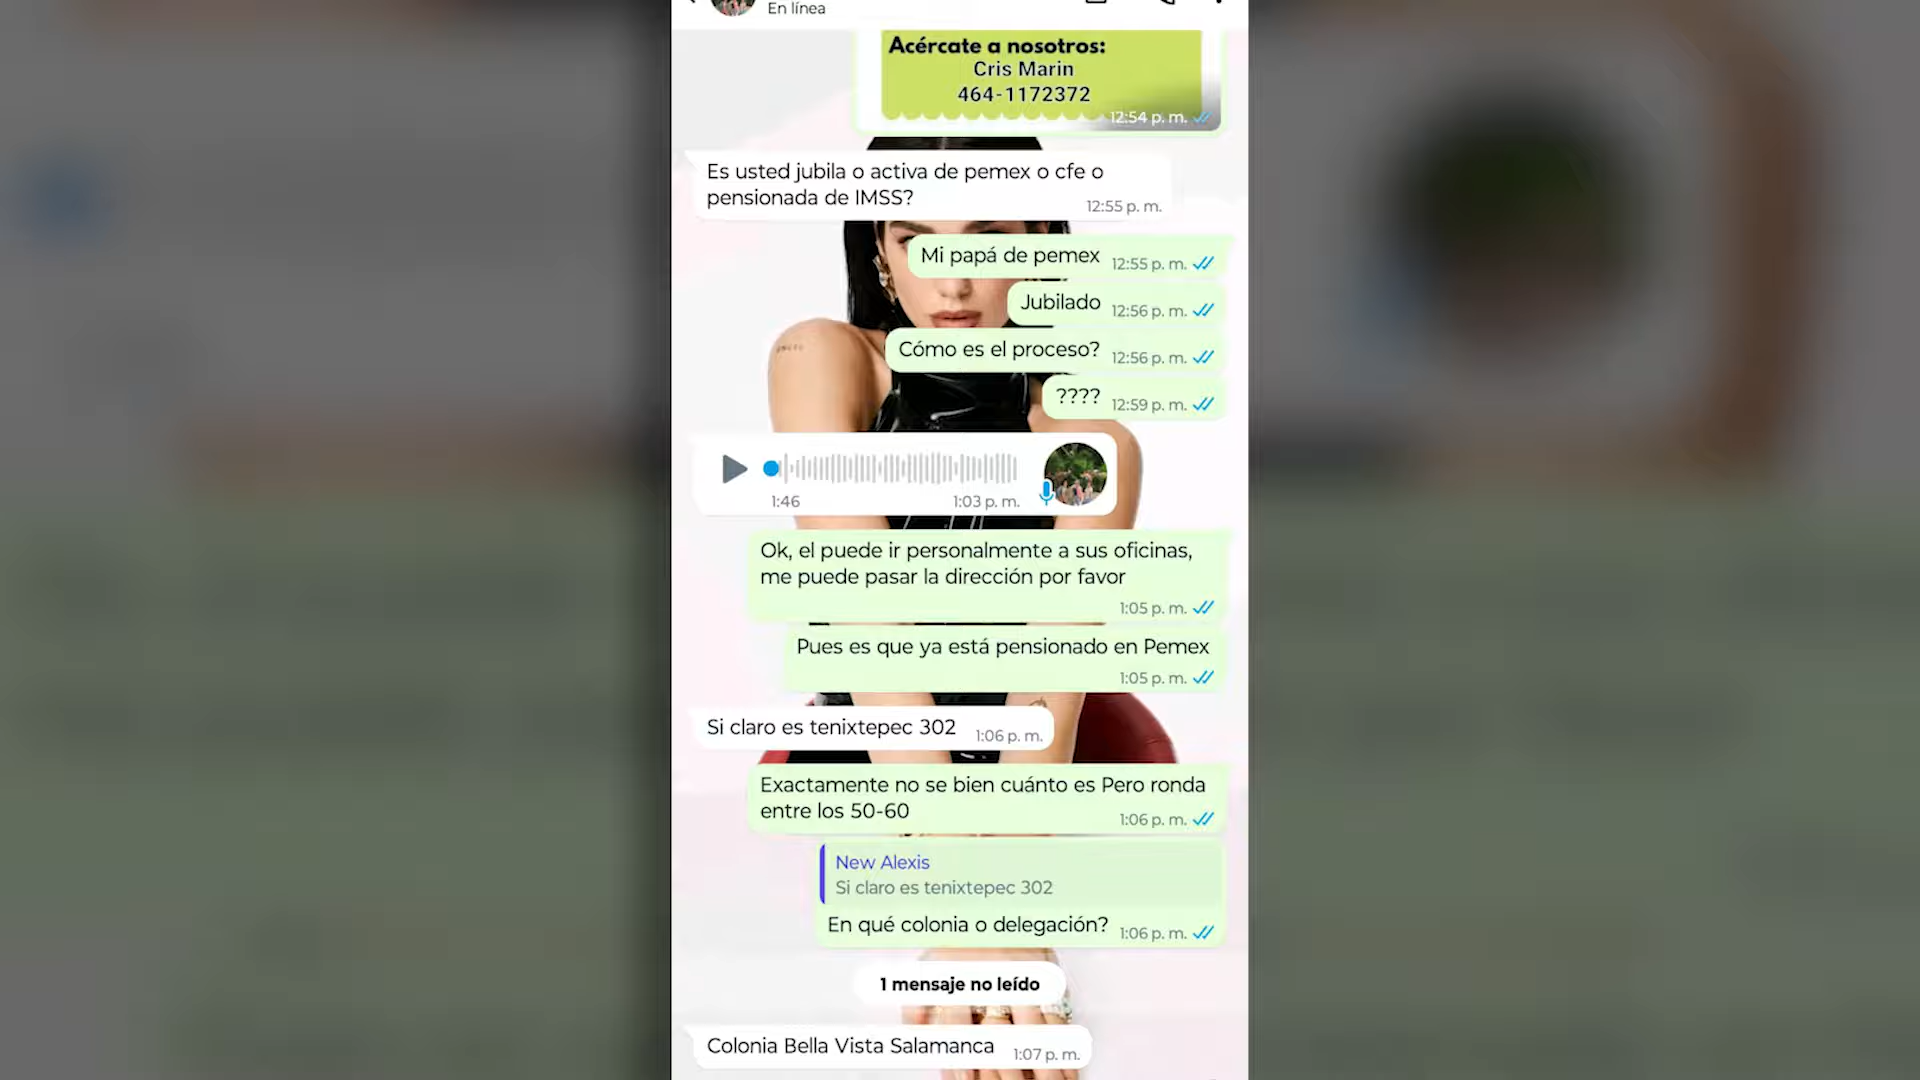 En línea
Acércate a nosotros:
Cris Marin
464-1172372
12:54 p. m.
Es usted jubila o activa de pemex o cfe o
pensionada de IMSS?
12:55 p. m.
Mi papá de pemex
12:55 p. m.
Jubilado
12:56 p. m.
Cómo es el proceso?
12:56 p. m.
????
12:59 p. m.
1:46
1:03 p. m.
Ok, el puede ir personalmente a sus oficinas,
me puede pasar la dirección por favor
1:05 p. m.
Pues es que ya está pensionado en Pemex
1:05 p. m.
Si claro es tenixtepec 302
1:06 p. m.
Exactamente no se bien cuánto es Pero ronda
entre los 50-60
1:06 p. m.
New Alexis
Si claro es tenixtepec 302
En qué colonia o delegación?
1:06 p. m.
1 mensaje no leído
Colonia Bella Vista Salamanca
1:07 p. m.